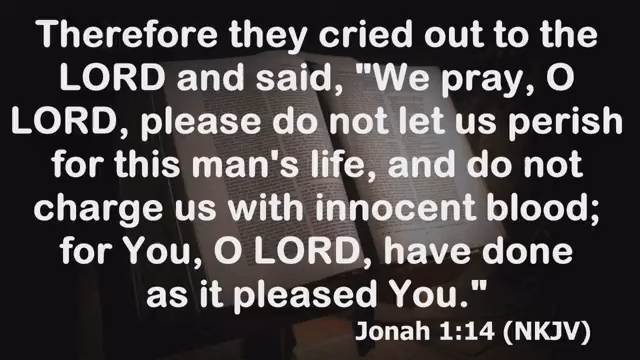 Therefore they cried out to the
LORD and said, "We pray, O
LORD, please do not let us perish
for this man's life, and do not
charge us with innocent blood;
for You, O LORD, have done
as it pleased You."
Jonah 1:14 (NKJV)